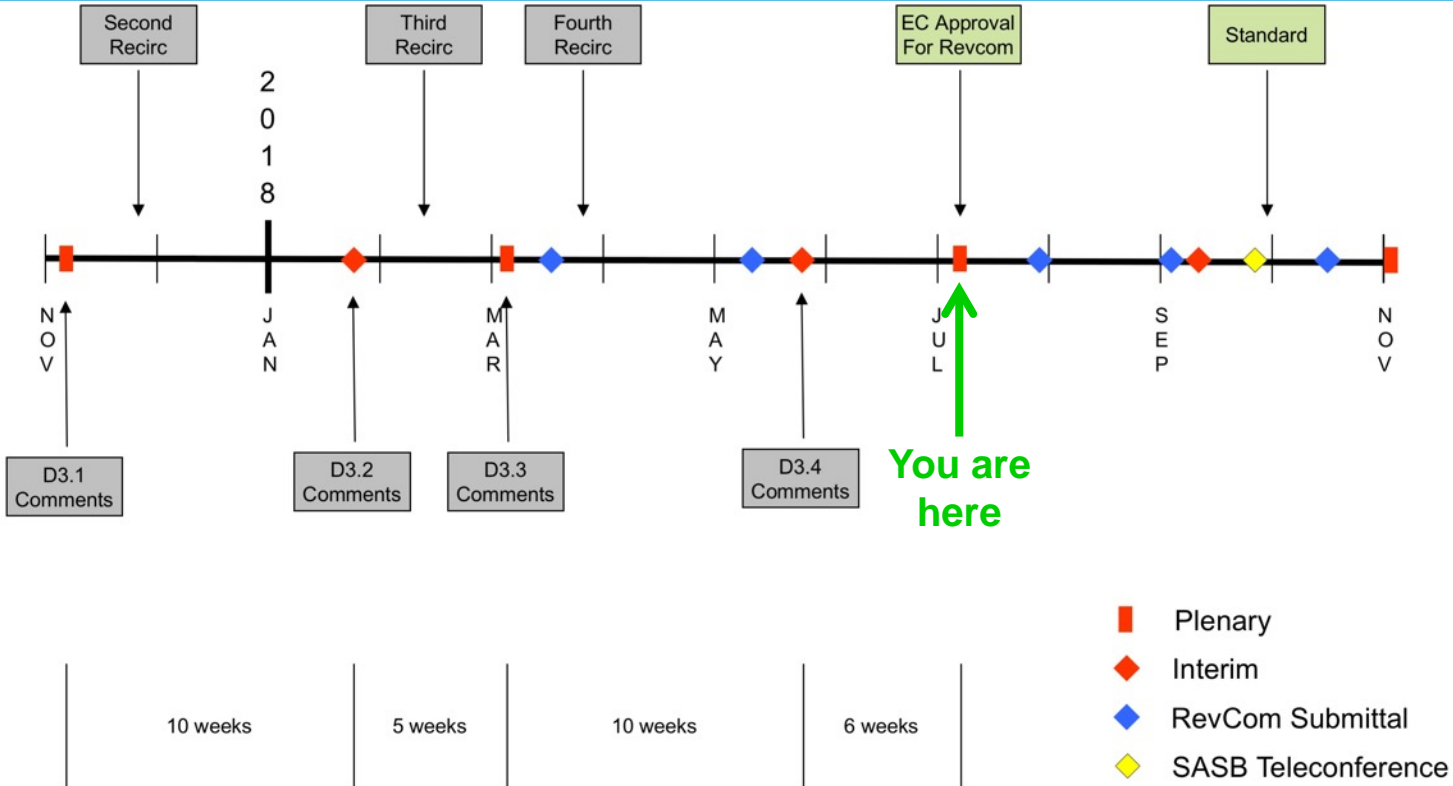 Second
Recirc
Third
Recirc
Fourth
Recirc
EC Approval
For Revcom
Standard
2
0
1
8
N
O
V
J
A
N
M
A
R
M
A
Y
J
U
L
S
E
P
N
O
V
D3.1
Comments
D3.2
Comments
D3.3
Comments
D3.4
Comments
You are
here
Plenary
Interim
RevCom Submittal
SASB Teleconference
10 weeks
5 weeks
10 weeks
6 weeks